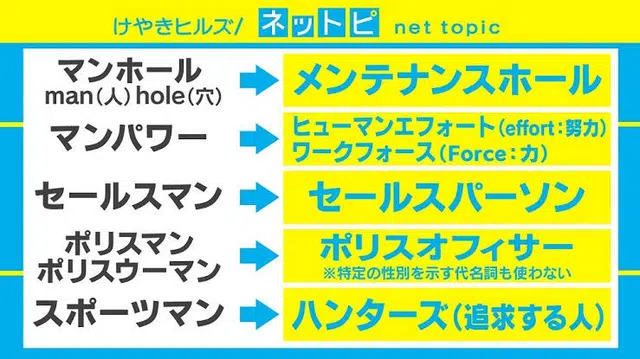 けやきヒルズ/ ネットピ net topic
マンホール
man(人)hole(穴)
メンテナンスホール
マンパワー
ヒューマンエフォート(effort:努力)
ワークフォース(Force:力)
セールスマン
セールスパーソン
ポリスマン
ポリスウーマン
ポリスオフィサー
※特定の性別を示す代名詞も使わない
スポーツマン
ハンターズ(追求する人)